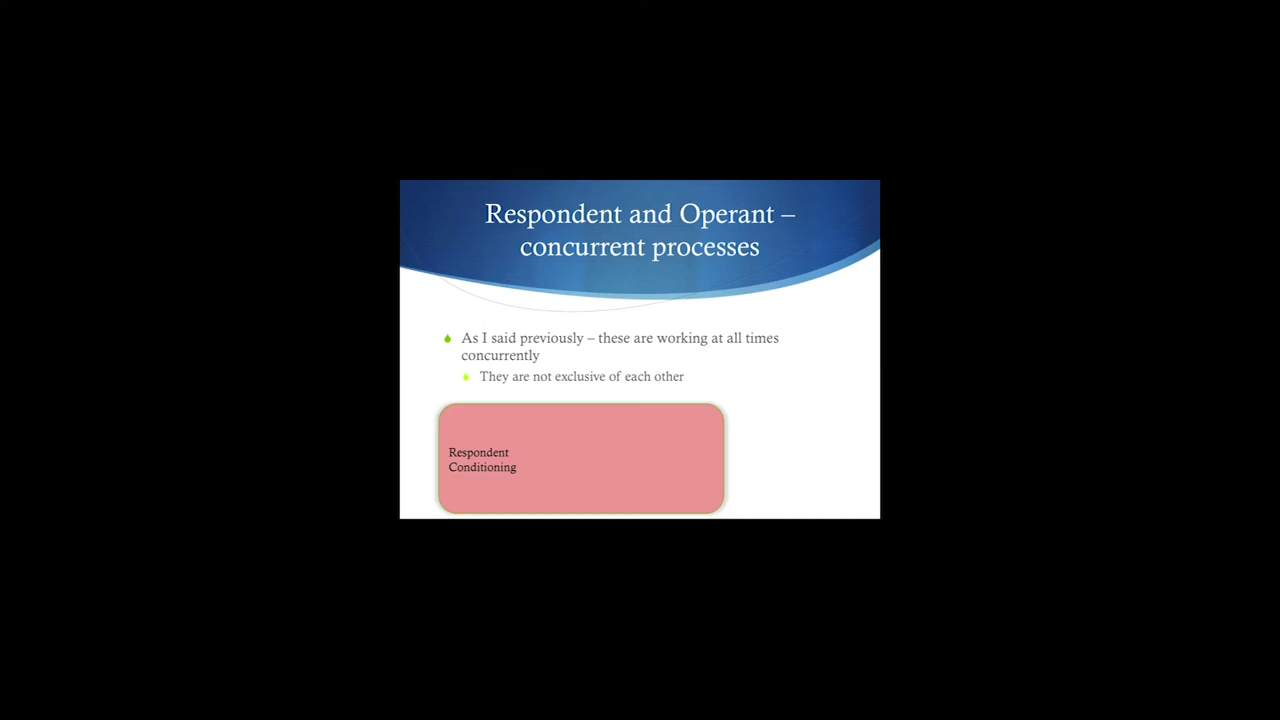 Respondent and Operant –
concurrent processes
As I said previously – these are working at all times
concurrently
They are not exclusive of each other
Respondent
Conditioning